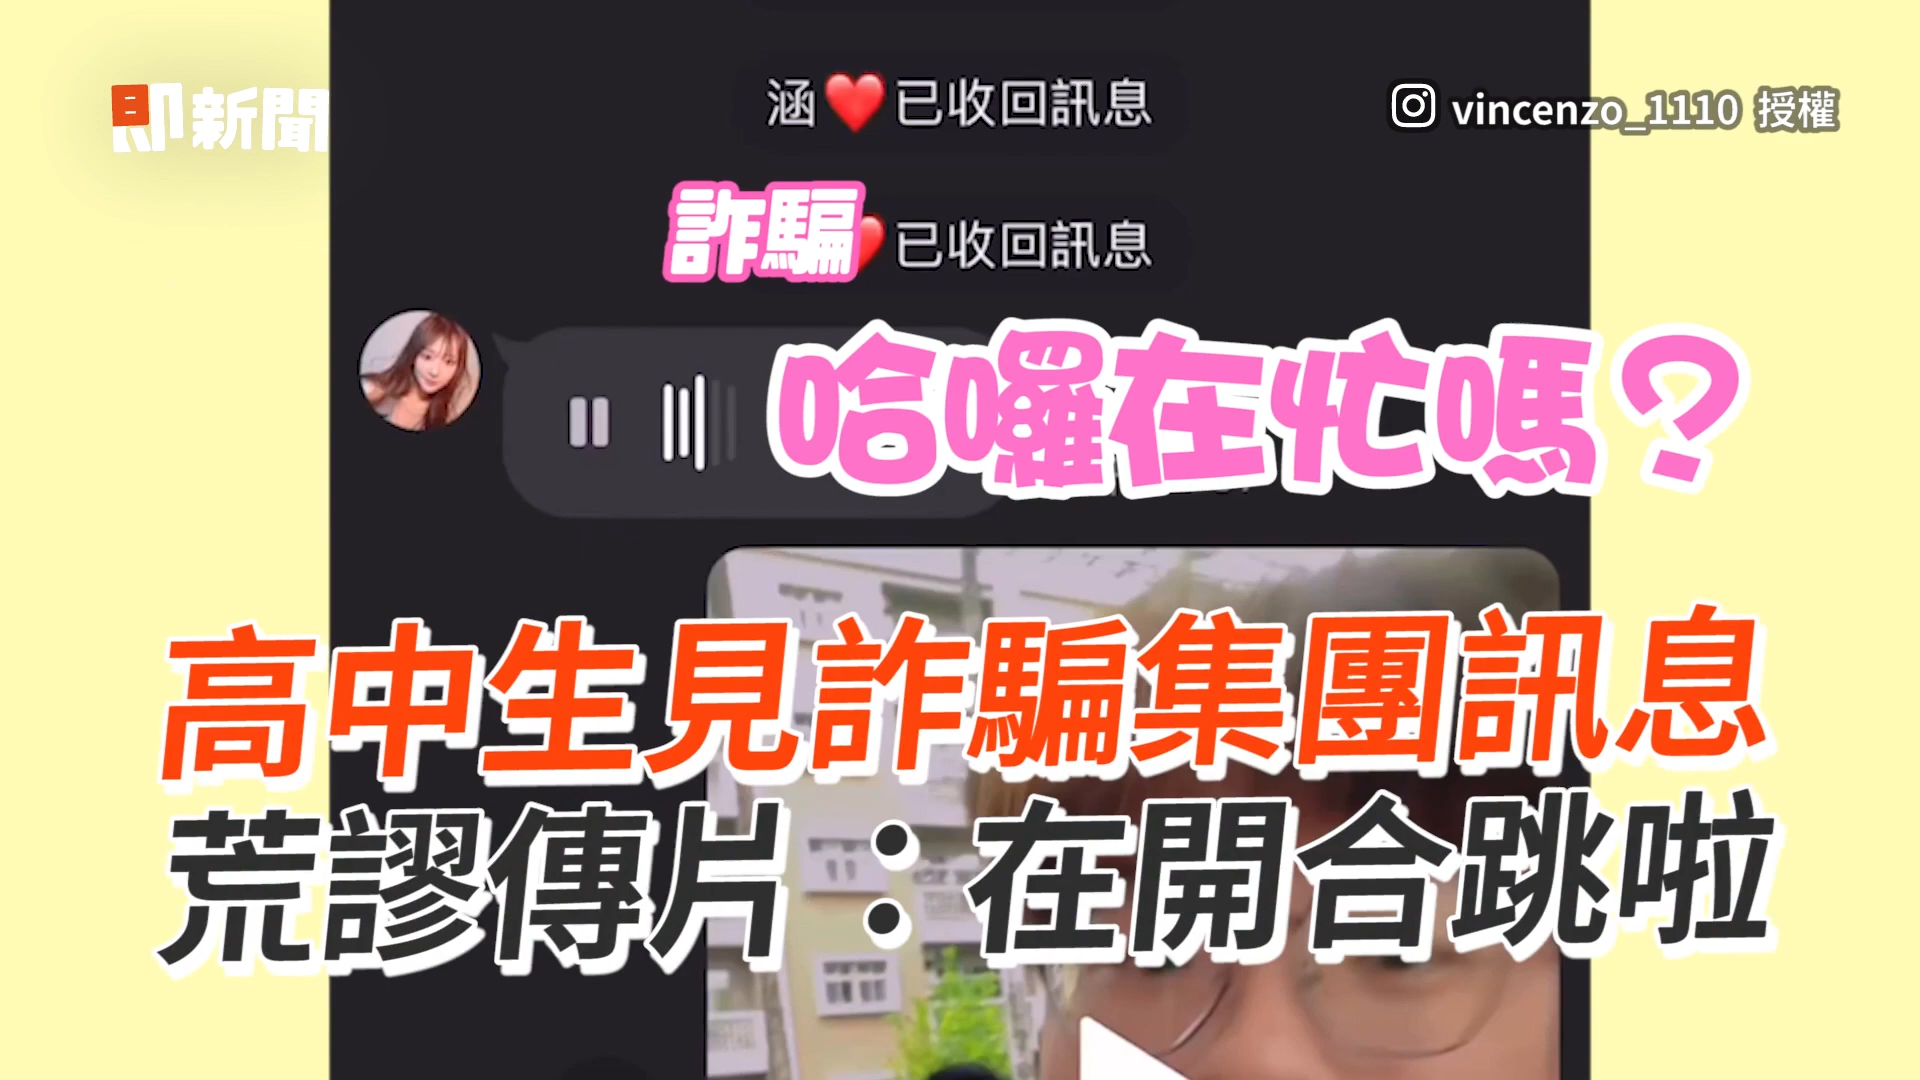 即新聞
vincenzo_1110 授權
涵❤️已收回訊息
詐騙❤️已收回訊息
哈囉在忙嗎？
高中生見詐騙集團訊息
荒謬傳片：在開合跳啦